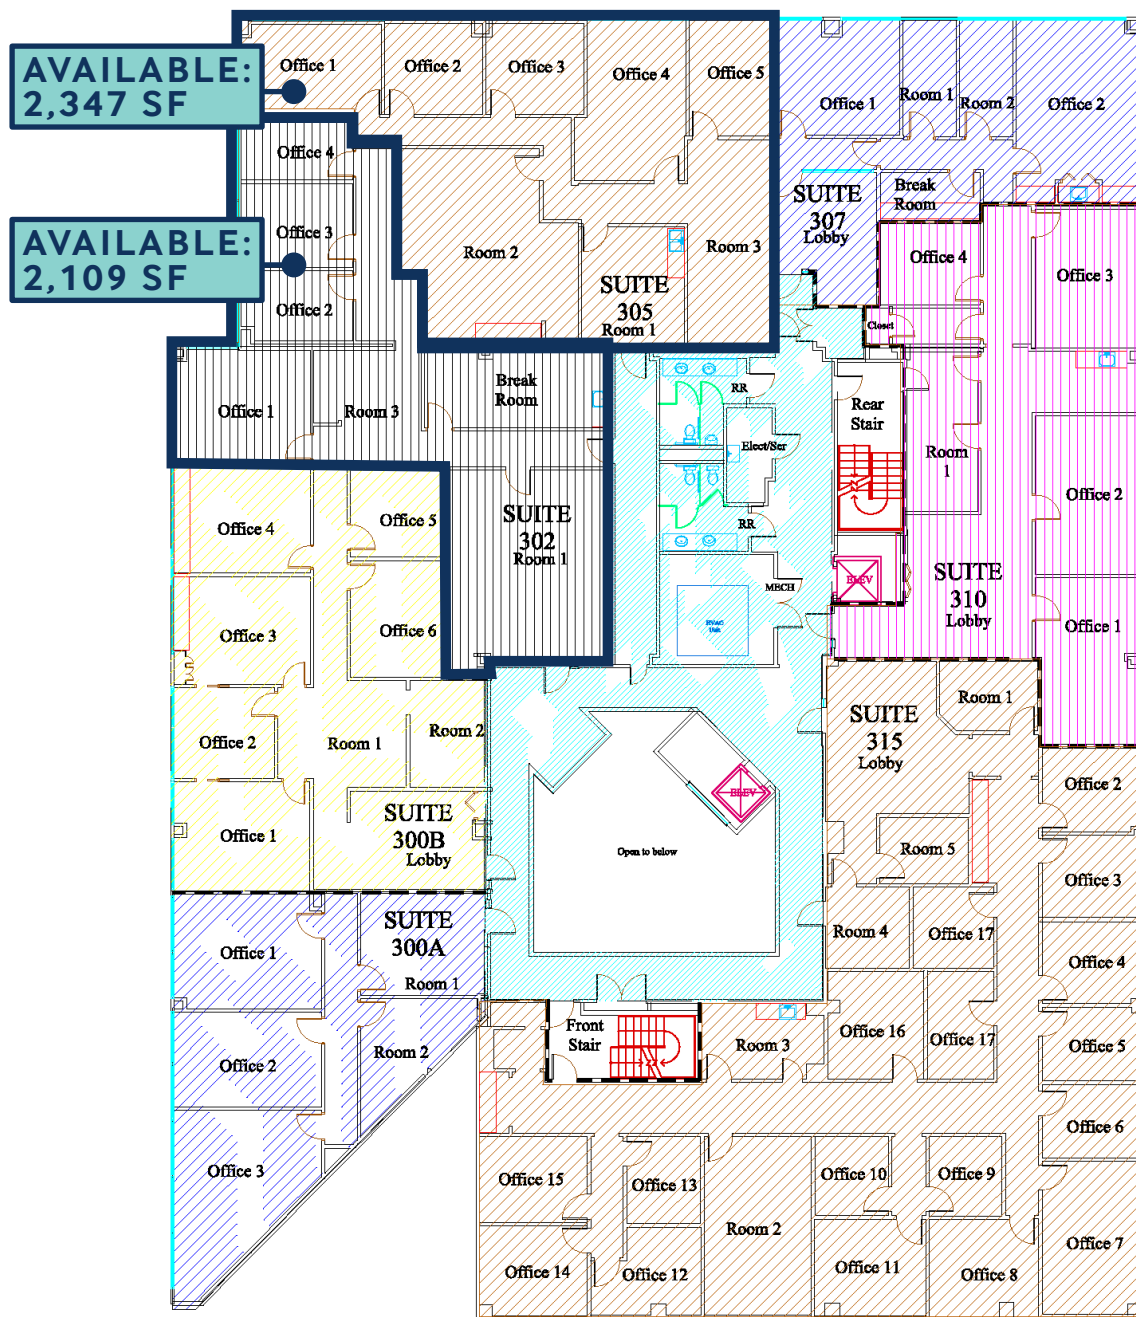 AVAILABLE:
2,347 SF
Office 1
Office 2
Office 3
Office 4
Office 5
Room 2
Room 3
SUITE
305
Room 1
AVAILABLE:
2,109 SF
Office 4
Office 3
Office 2
Office 1
Room 3
Break
Room
SUITE
302
Room 1
Office 1
Room 1
Room 2
Office 2
SUITE
307
Lobby
Break
Room
Office 4
Office 3
Closet
Room
1
Office 2
SUITE
310
Lobby
Office 1
RR
Elect/Ser
RR
MECH
HVAC
Unit
Rear
Stair
ELEV
Office 4
Office 5
Office 3
Office 6
Office 2
Room 1
Room 2
Office 1
SUITE
300B
Lobby
ELEV
Open to below
SUITE
300A
Office 1
Room 1
Office 2
Room 2
Office 3
Front
Stair
SUITE
315
Lobby
Room 1
Office 2
Room 5
Office 3
Room 4
Office 17
Office 4
Room 3
Office 16
Office 17
Office 5
Office 6
Office 15
Office 13
Office 10
Office 9
Room 2
Office 7
Office 14
Office 12
Office 11
Office 8